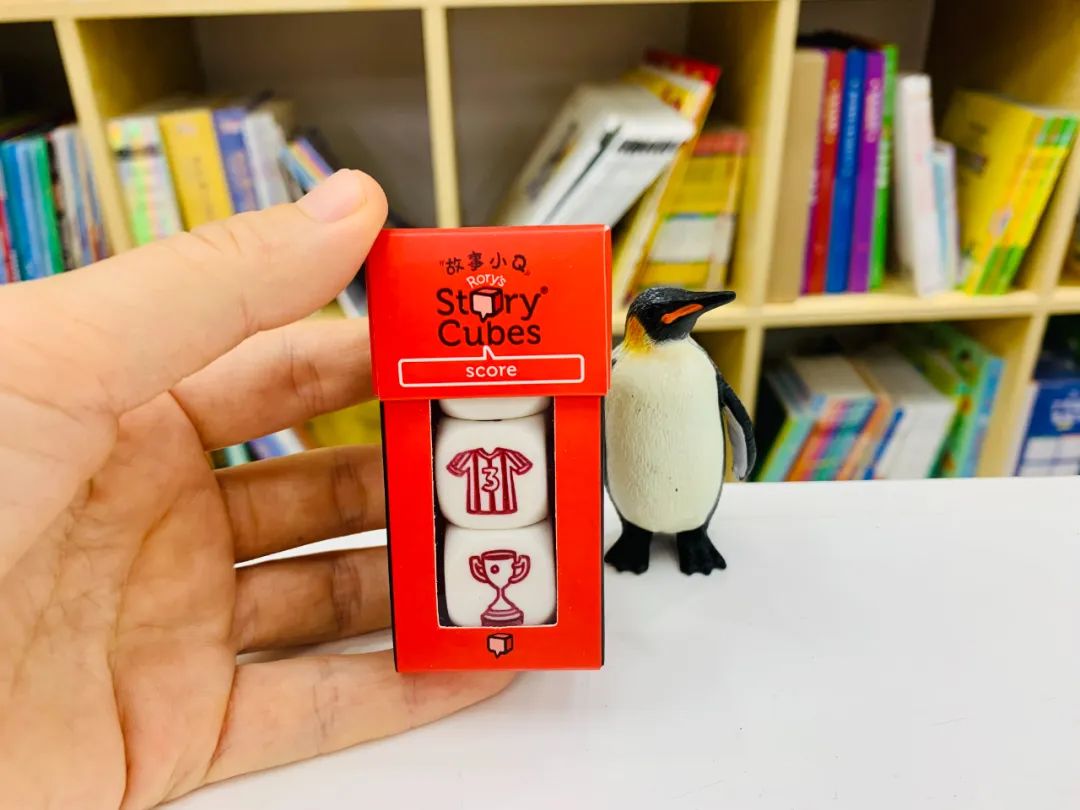 "故事小Q"
Rory's
Story®
Cubes
score
3